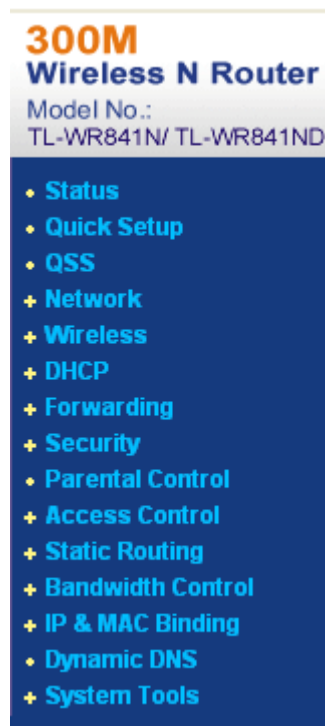 300M
Wireless N Router
Model No.:
TL-WR841N/ TL-WR841ND
Status
Quick Setup
QSS
Network
Wireless
DHCP
Forwarding
Security
Parental Control
Access Control
Static Routing
Bandwidth Control
IP & MAC Binding
Dynamic DNS
System Tools